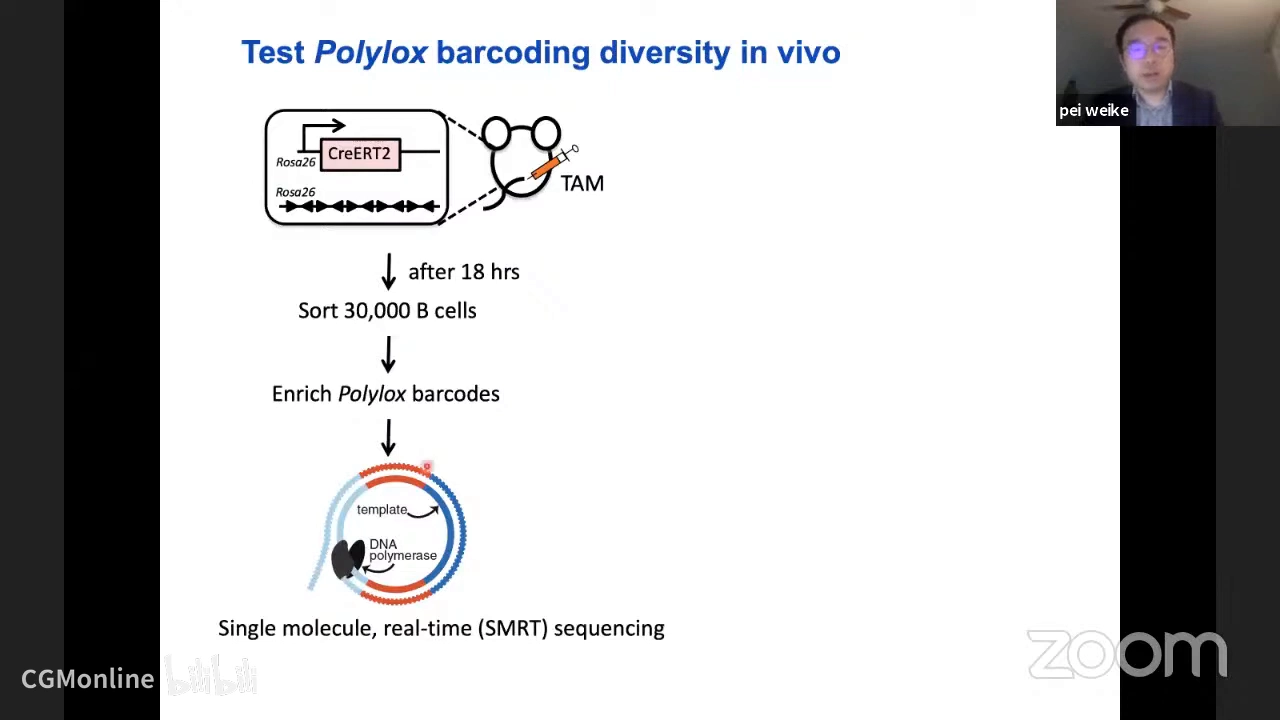 Test Polylox barcoding diversity in vivo
pei weike
Rosa26
CreERT2
Rosa26
TAM
after 18 hrs
Sort 30,000 B cells
Enrich Polylox barcodes
template
DNA
polymerase
Single molecule, real-time (SMRT) sequencing
zoom
CGMonline
bilibili